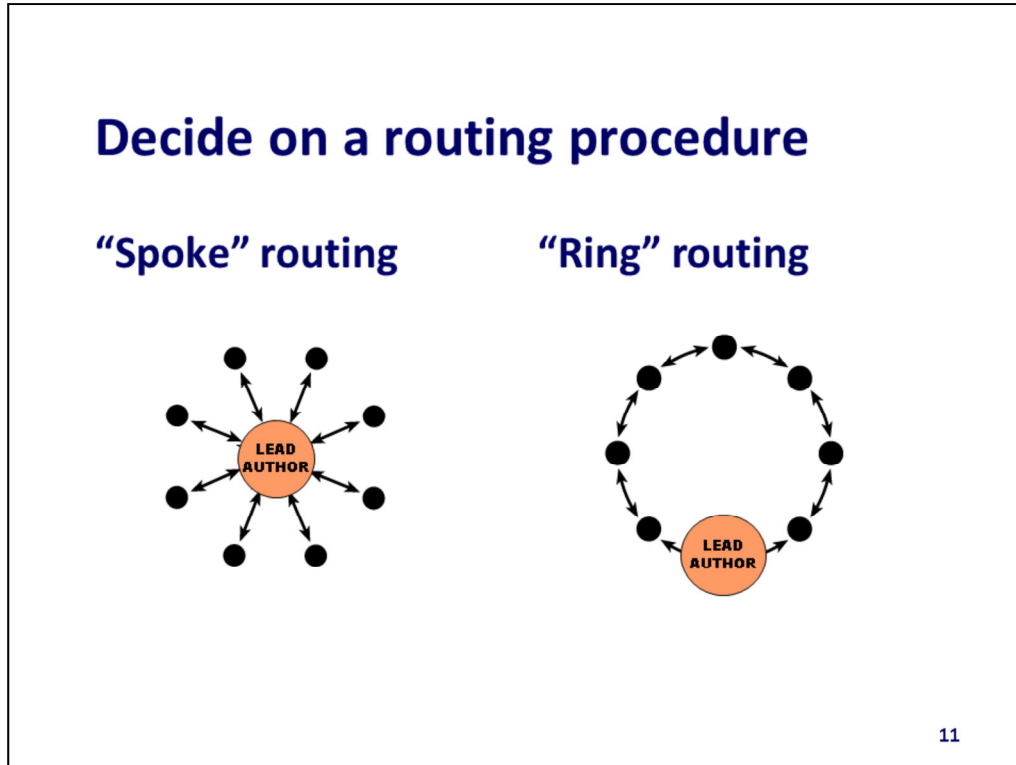 Decide on a routing procedure
“Spoke” routing
“Ring” routing
LEAD
AUTHOR
LEAD
AUTHOR
11